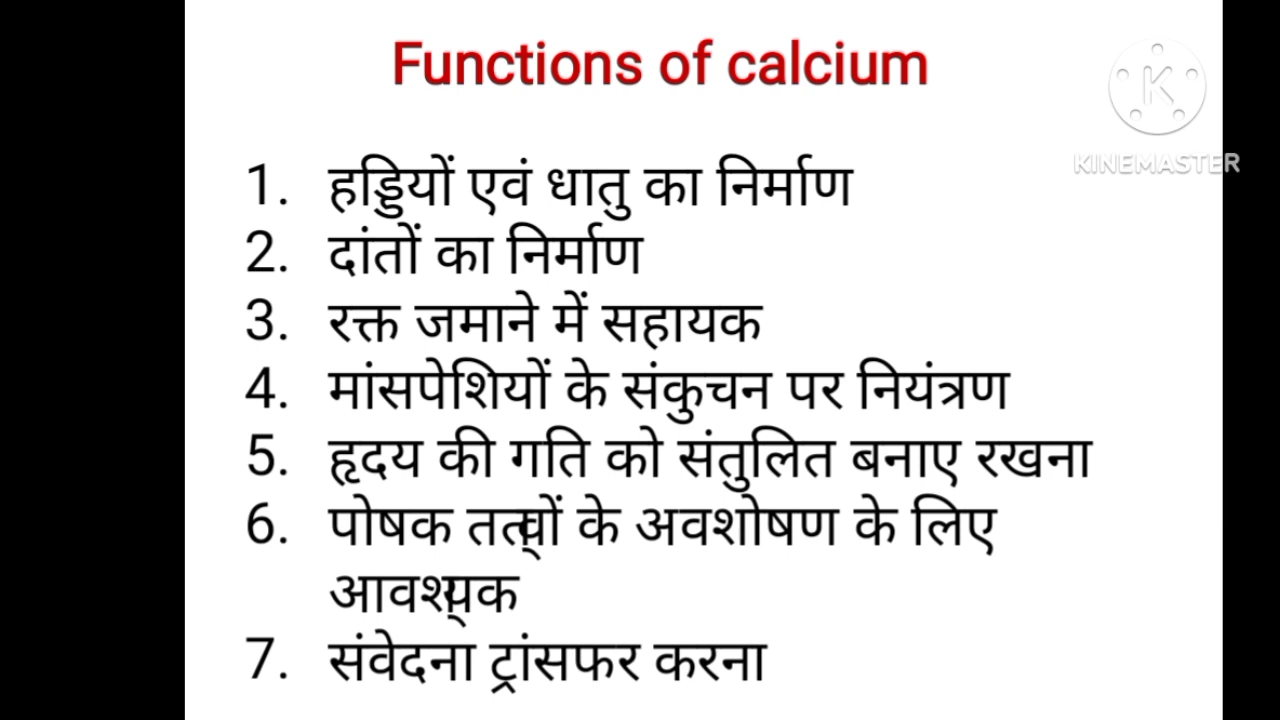 Functions of calcium
KINEMASTER
1. हड्डियों एवं धातु का निर्माण
2. दांतों का निर्माण
3. रक्त जमाने में सहायक
4. मांसपेशियों के संकुचन पर नियंत्रण
5. हृदय की गति को संतुलित बनाए रखना
6. पोषक तत्वों के अवशोषण के लिए
आवश्यक
7. संवेदना ट्रांसफर करना